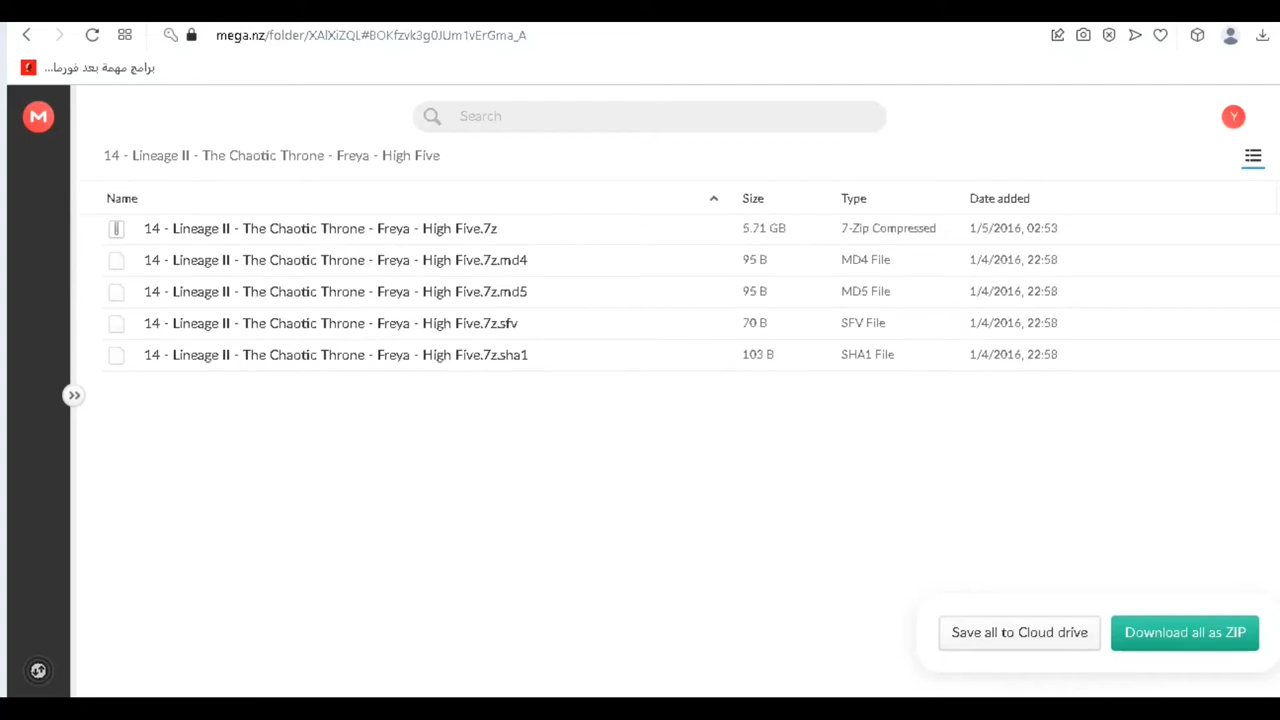 mega.nz/folder/XAlXiZQL#BOKfzvk3g0JUm1vErGma_A
برامج مهمة بعد فورما...
M
Search
Y
14 - Lineage II - The Chaotic Throne - Freya - High Five
Name Size Type Date added
14 - Lineage II - The Chaotic Throne - Freya - High Five.7z 5.71 GB 7-Zip Compressed 1/5/2016, 02:53
14 - Lineage II - The Chaotic Throne - Freya - High Five.7z.md4 95 B MD4 File 1/4/2016, 22:58
14 - Lineage II - The Chaotic Throne - Freya - High Five.7z.md5 95 B MD5 File 1/4/2016, 22:58
14 - Lineage II - The Chaotic Throne - Freya - High Five.7z.sfv 70 B SFV File 1/4/2016, 22:58
14 - Lineage II - The Chaotic Throne - Freya - High Five.7z.sha1 103 B SHA1 File 1/4/2016, 22:58
Save all to Cloud drive Download all as ZIP